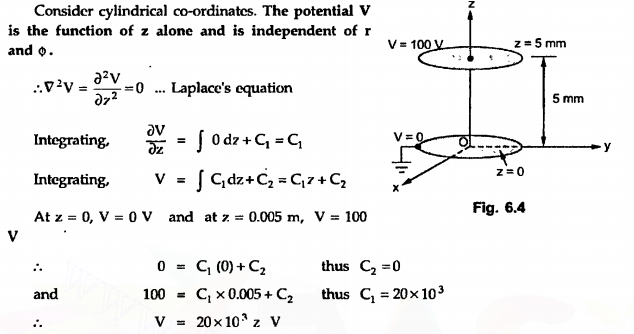 Consider cylindrical co-ordinates. The potential V
is the function of z alone and is independent of r
and ϕ.
∴∇²V = ∂²V/∂z² = 0 ... Laplace's equation
Integrating, ∂V/∂z = ∫ 0 dz + C₁ = C₁
Integrating, V = ∫ C₁dz + C₂ = C₁z + C₂
At z = 0, V = 0 V and at z = 0.005 m, V = 100
V
∴ 0 = C₁ (0) + C₂ thus C₂ = 0
and 100 = C₁ × 0.005 + C₂ thus C₁ = 20×10³
∴ V = 20×10³ z V
z
V = 100 V
z = 5 mm
5 mm
V = 0
O
y
z = 0
x
Fig. 6.4